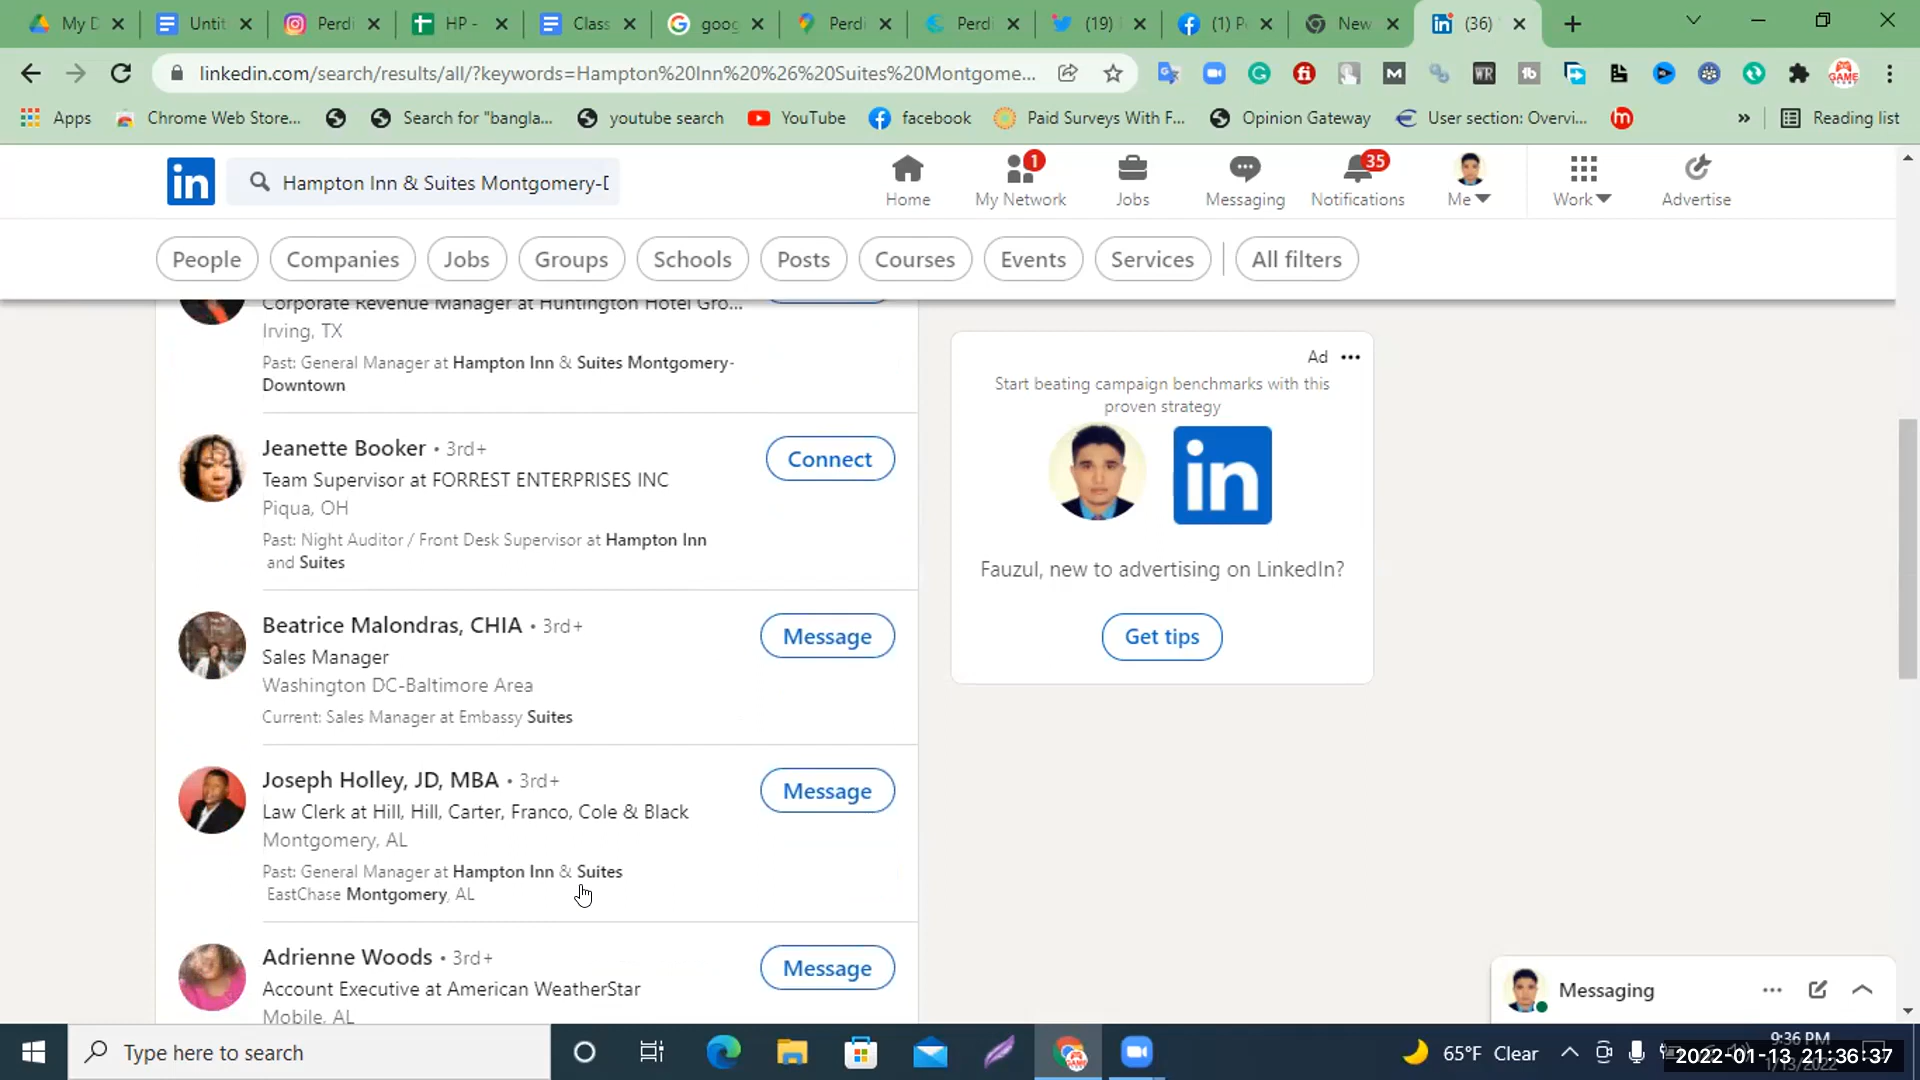 My D
Untit
Perdi
HP -
Class
goog
Perdi
Perdi
(19)
(1) P
New
(36)
linkedin.com/search/results/all/?keywords=Hampton%20Inn%20%26%20Suites%20Montgome...
Apps
Chrome Web Store...
Search for "bangla...
youtube search
YouTube
facebook
Paid Surveys With F...
Opinion Gateway
User section: Overvi...
»
Reading list
in
Hampton Inn & Suites Montgomery-D
Home
1
My Network
Jobs
Messaging
35
Notifications
Me
Work
Advertise
People
Companies
Jobs
Groups
Schools
Posts
Courses
Events
Services
All filters
Corporate Revenue Manager at Huntington Hotel Gro...
Irving, TX
Past: General Manager at Hampton Inn & Suites Montgomery-
Downtown
Jeanette Booker • 3rd+
Connect
Team Supervisor at FORREST ENTERPRISES INC
Piqua, OH
Past: Night Auditor / Front Desk Supervisor at Hampton Inn
and Suites
Beatrice Malondras, CHIA • 3rd+
Message
Sales Manager
Washington DC-Baltimore Area
Current: Sales Manager at Embassy Suites
Joseph Holley, JD, MBA • 3rd+
Message
Law Clerk at Hill, Hill, Carter, Franco, Cole & Black
Montgomery, AL
Past: General Manager at Hampton Inn & Suites
EastChase Montgomery, AL
Adrienne Woods • 3rd+
Message
Account Executive at American WeatherStar
Mobile, AL
Ad •••
Start beating campaign benchmarks with this
proven strategy
in
Fauzul, new to advertising on LinkedIn?
Get tips
Messaging
Type here to search
65°F Clear
9:36 PM
2022-01-13 21:36:37